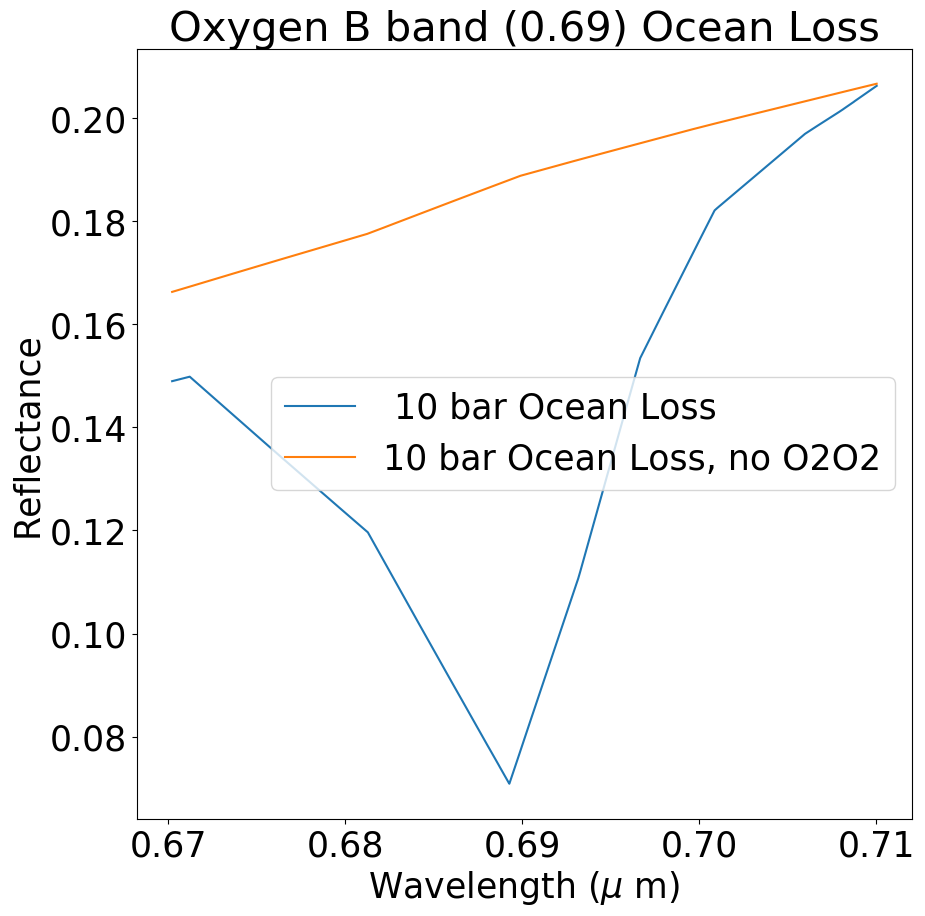 Oxygen B band (0.69) Ocean Loss
0.20
0.18
0.16
0.14
0.12
0.10
0.08
Reflectance
10 bar Ocean Loss
10 bar Ocean Loss, no O2O2
0.67 0.68 0.69 0.70 0.71
Wavelength (μ m)